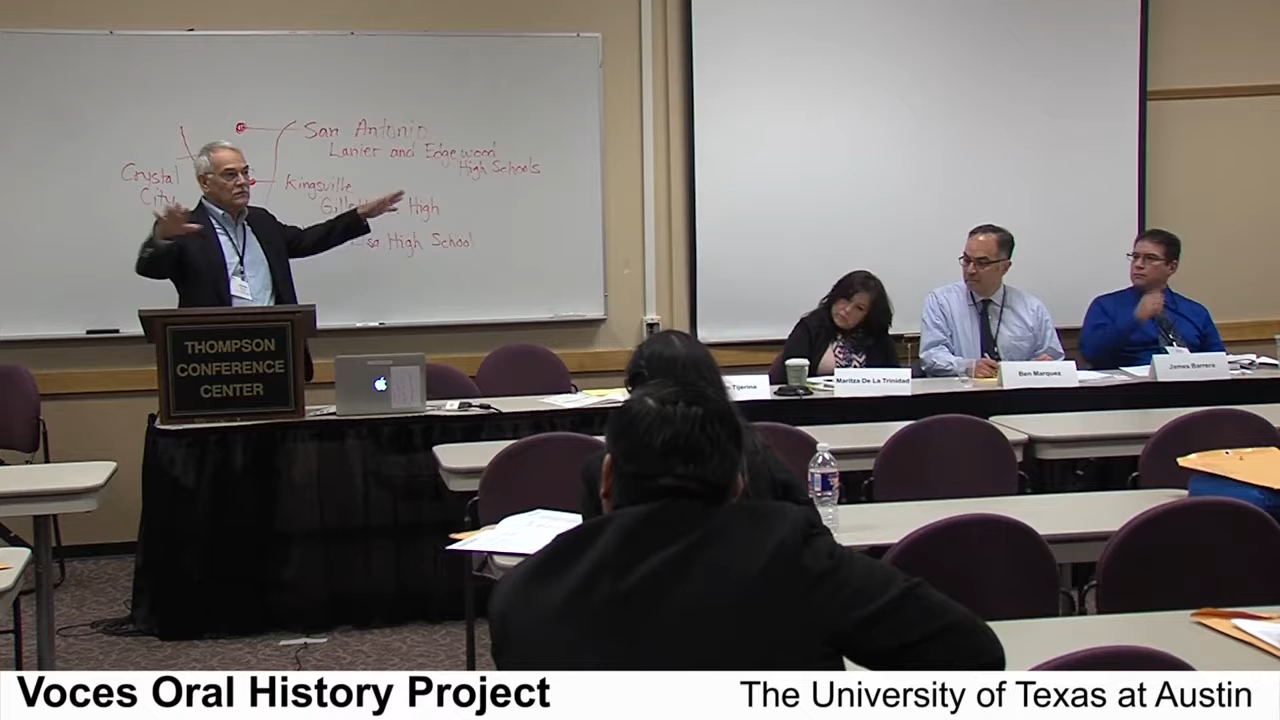 San Antonio
Lanier and Edgewood
High Schools
Crystal
City
Kingsville
High
High School
THOMPSON
CONFERENCE
CENTER
Tijerina
Maritza De La Trinidad
Ben Marquez
James Barrera
Voces Oral History Project
The University of Texas at Austin